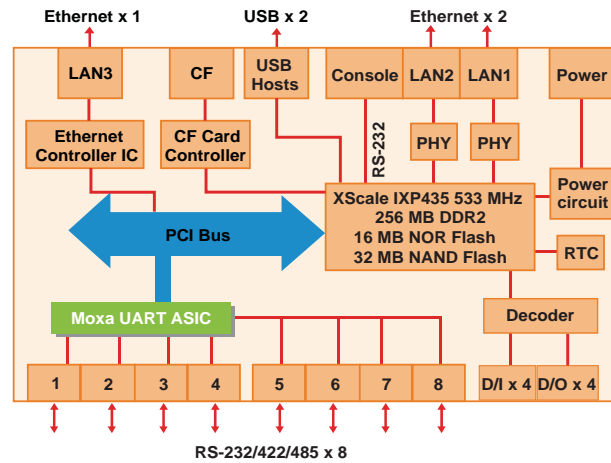 Ethernet x 1
USB x 2
Ethernet x 2
LAN3
CF
USB
Hosts
Console
LAN2
LAN1
Power
Ethernet
Controller IC
CF Card
Controller
RS-232
PHY
PHY
XScale IXP435 533 MHz
256 MB DDR2
16 MB NOR Flash
32 MB NAND Flash
Power
circuit
PCI Bus
RTC
Moxa UART ASIC
Decoder
1
2
3
4
5
6
7
8
D/I x 4
D/O x 4
RS-232/422/485 x 8